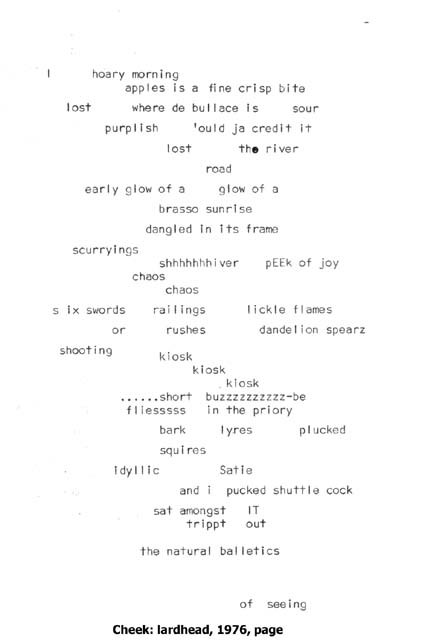 I hoary morning
apples is a fine crisp bite
lost where de bullace is sour
purplish 'ould ja credit it
lost the river
road
early glow of a glow of a
brasso sunrise
dangled in its frame
scurryings
shhhhhhhiver pEEk of joy
chaos
chaos
s ix swords railings lickle flames
or rushes dandelion spearz
shooting kiosk
kiosk
kiosk
......short buzzzzzzzzzz-be
fliesssss in the priory
bark lyres plucked
squires
idyllic Satie
and i pucked shuttle cock
sat amongst IT
trippt out
the natural balletics
of seeing
Cheek: lardhead, 1976, page